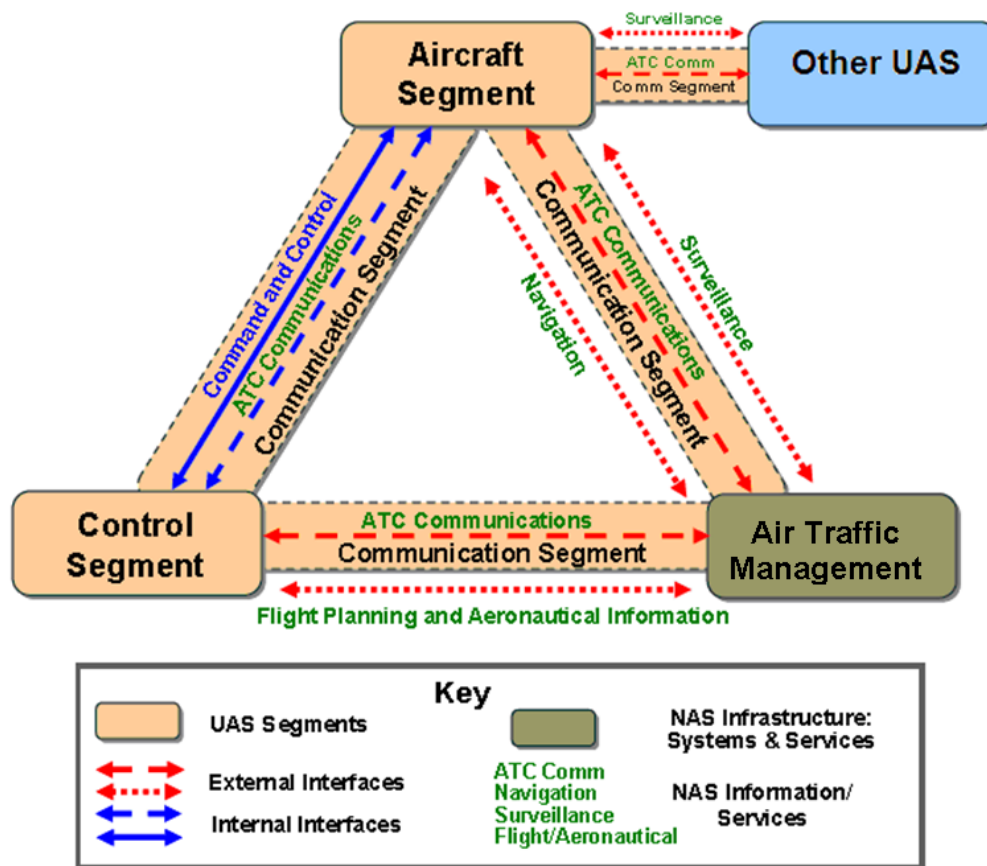 Surveillance
Aircraft
Segment
ATC Comm
Comm Segment
Other UAS
Command and Control
ATC Communications
Communication Segment
ATC Communications
Communication Segment
Navigation
Surveillance
Control
Segment
ATC Communications
Communication Segment
Air Traffic
Management
Flight Planning and Aeronautical Information
Key
UAS Segments
External Interfaces
Internal Interfaces
NAS Infrastructure:
Systems & Services
ATC Comm
Navigation
Surveillance
Flight/Aeronautical
NAS Information/
Services